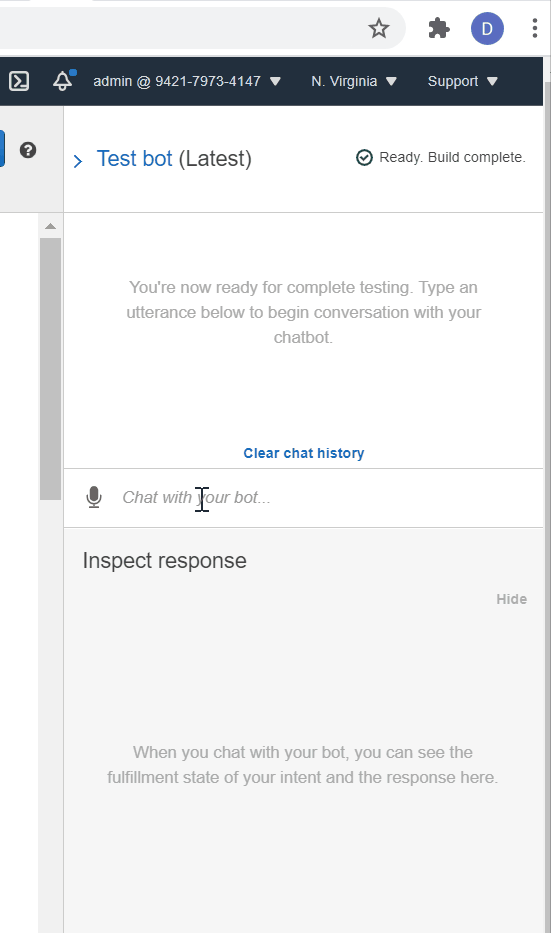 D
admin @ 9421-7973-4147 N. Virginia Support
?
Test bot (Latest) Ready. Build complete.
You're now ready for complete testing. Type an
utterance below to begin conversation with your
chatbot.
Clear chat history
Chat with your bot...
Inspect response
Hide
When you chat with your bot, you can see the
fulfillment state of your intent and the response here.